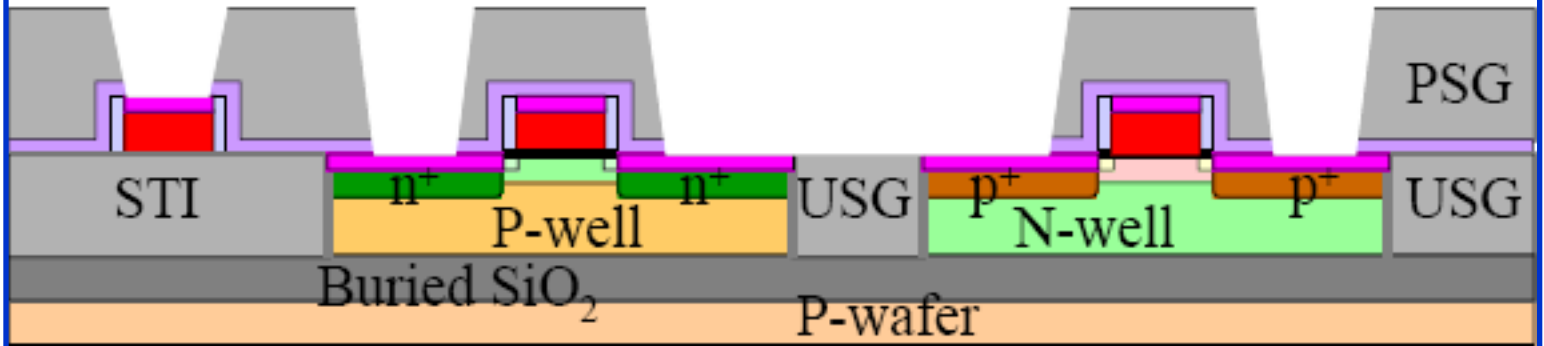 PSG
STI
n⁺
n⁺
USG
p⁺
p⁺
USG
P-well
N-well
Buried SiO₂
P-wafer